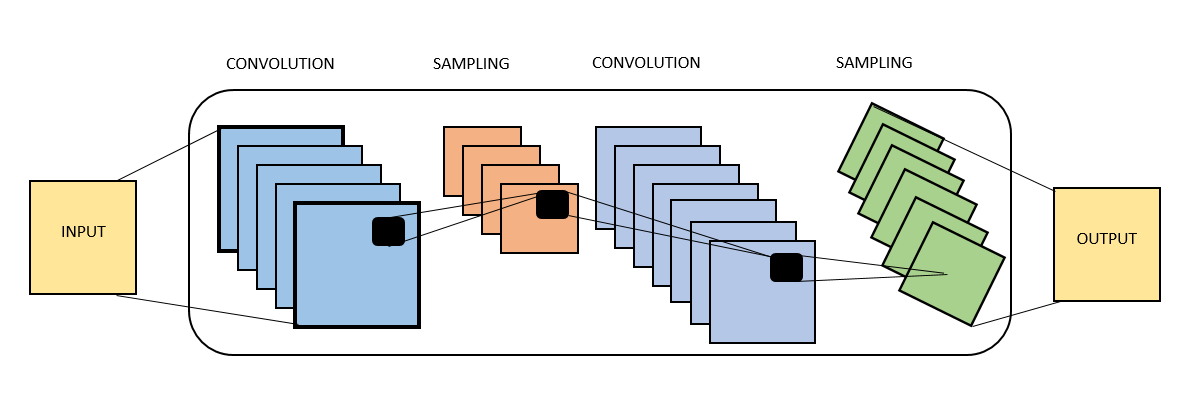 CONVOLUTION
SAMPLING
CONVOLUTION
SAMPLING
INPUT
OUTPUT